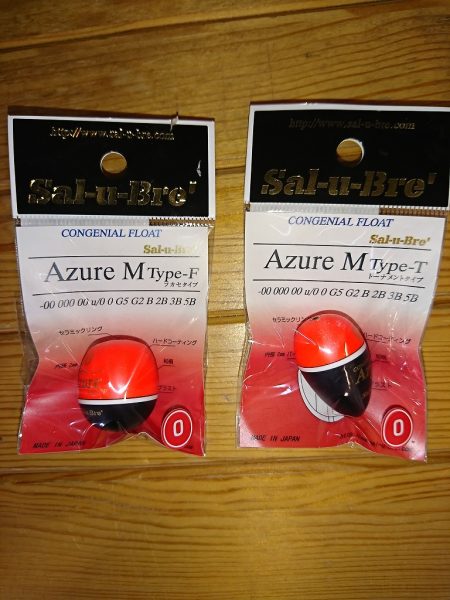 http://www.sal-u-bre.com
Sal-u-Bre'
CONGENIAL FLOAT
Sal-u-Bre'
Azure M Type-F
フカセタイプ
-00 000 00 u/0 0 G5 G2 B 2B 3B 5B
セラミックリング
ハードコーティング
桐
0
MADE IN JAPAN
http://www.sal-u-bre.com
Sal-u-Bre'
CONGENIAL FLOAT
Sal-u-Bre'
Azure M Type-T
トーナメントタイプ
-00 000 00 u/0 0 G5 G2 B 2B 3B 5B
セラミックリング
ハードコーティング
0
MADE IN JAPAN